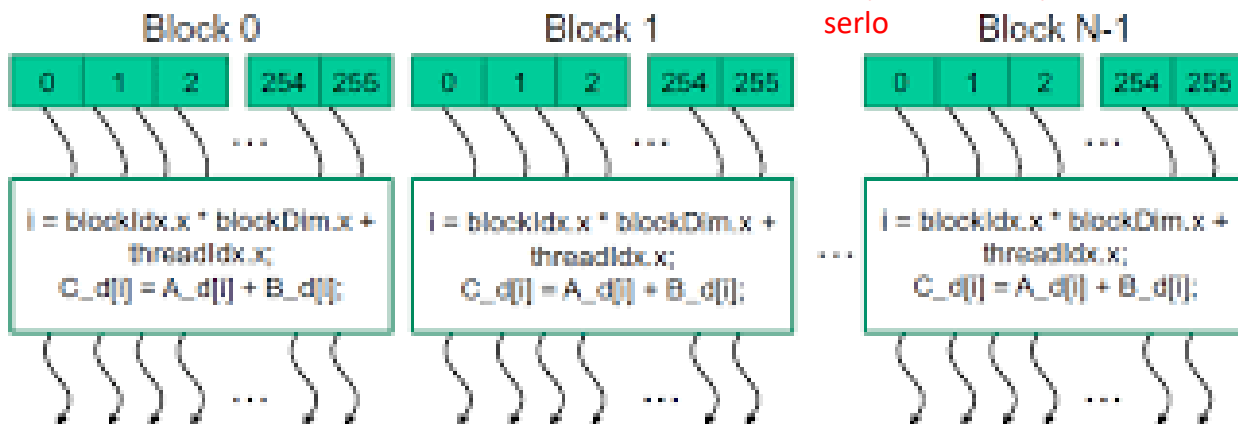 serlo
Block 0
Block 1
Block N-1
0 1 2 254 255
0 1 2 254 255
0 1 2 254 255
...
...
...
i = blockIdx.x * blockDim.x +
threadIdx.x;
C_d[i] = A_d[i] + B_d[i];
i = blockIdx.x * blockDim.x +
threadIdx.x;
C_d[i] = A_d[i] + B_d[i];
...
i = blockIdx.x * blockDim.x +
threadIdx.x;
C_d[i] = A_d[i] + B_d[i];
...
...
...